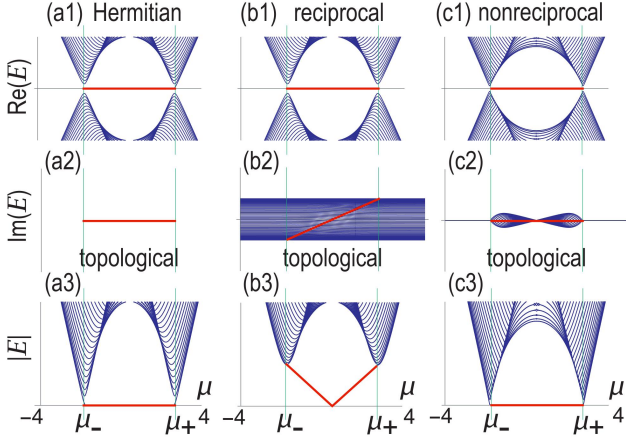 (a1) Hermitian (b1) reciprocal (c1) nonreciprocal
Re(E)
(a2) (b2) (c2)
Im(E)
topological topological topological
(a3) (b3) (c3)
|E|
μ μ μ
−4 μ- μ+ 4 −4 μ- μ+ 4 −4 μ- μ+ 4